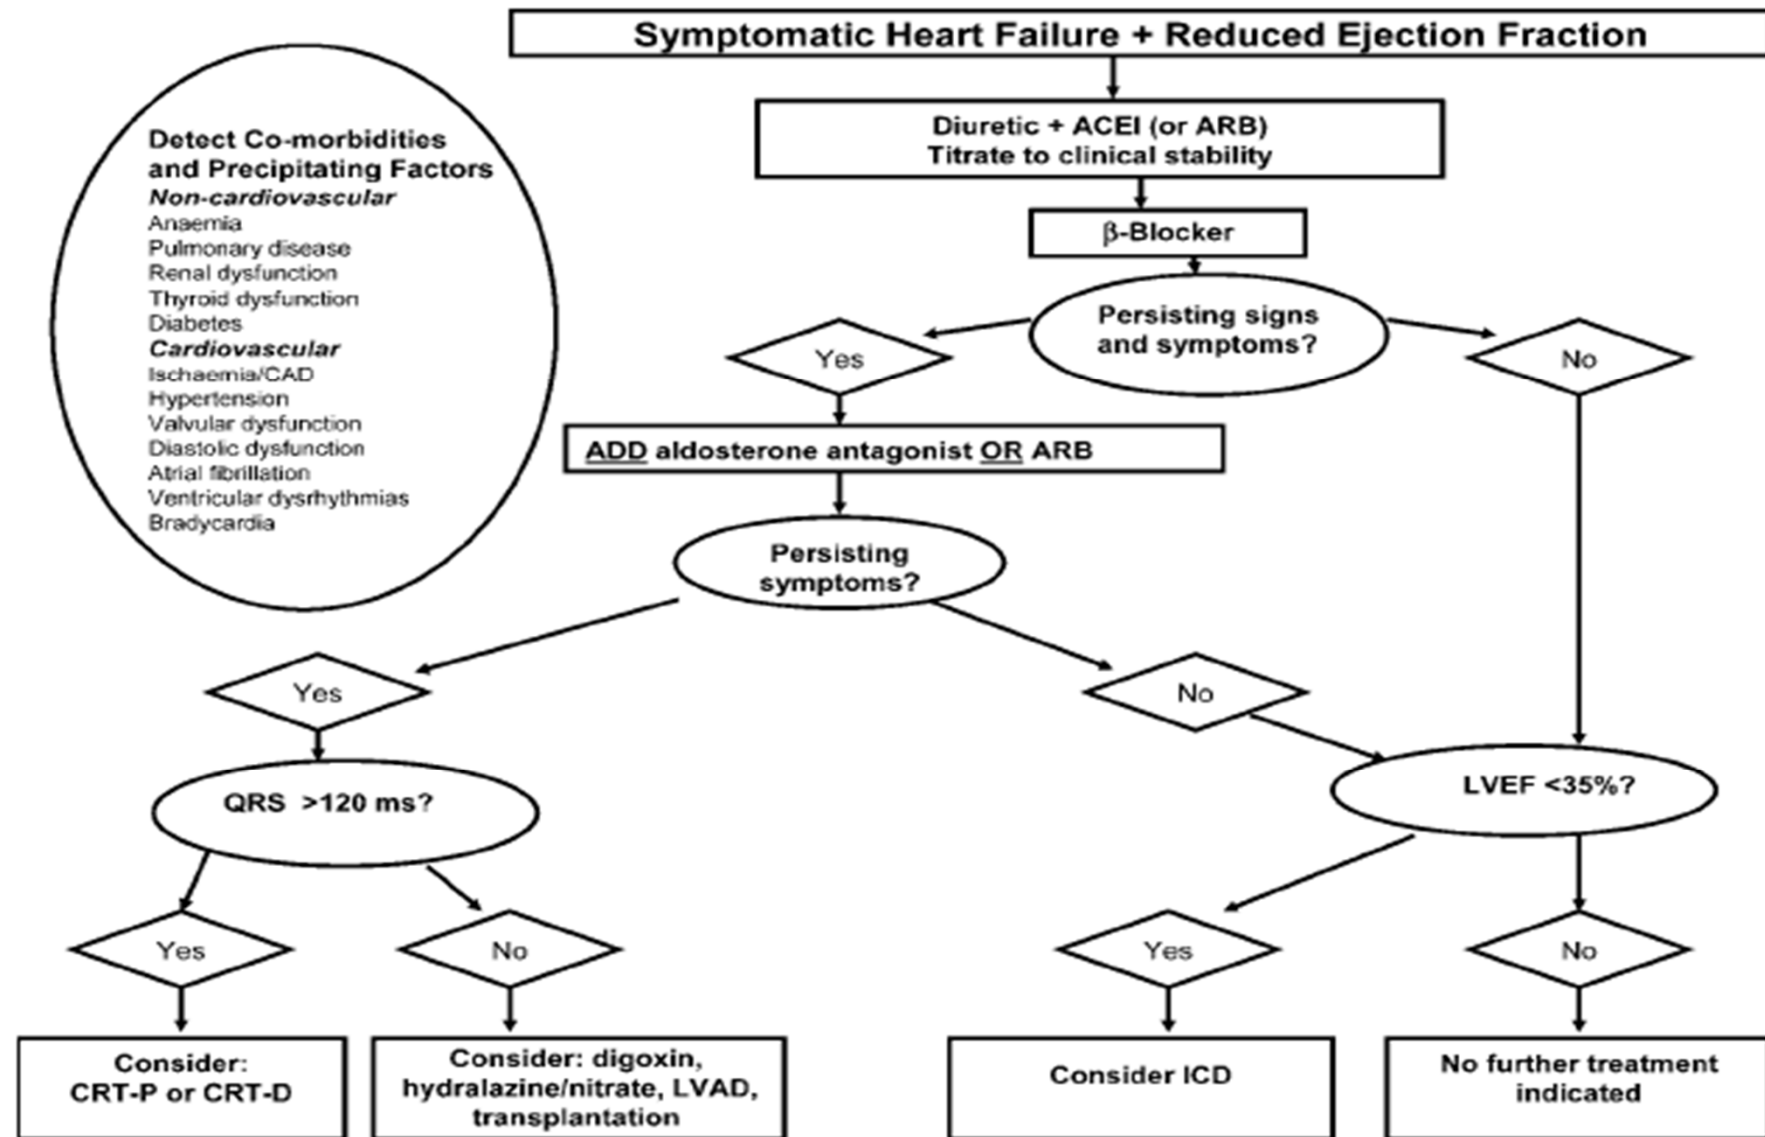 Symptomatic Heart Failure + Reduced Ejection Fraction
Detect Co-morbidities
and Precipitating Factors
Non-cardiovascular
Anaemia
Pulmonary disease
Renal dysfunction
Thyroid dysfunction
Diabetes
Cardiovascular
Ischaemia/CAD
Hypertension
Valvular dysfunction
Diastolic dysfunction
Atrial fibrillation
Ventricular dysrhythmias
Bradycardia
Diuretic + ACEI (or ARB)
Titrate to clinical stability
β-Blocker
Persisting signs
and symptoms?
Yes
No
ADD aldosterone antagonist OR ARB
Persisting
symptoms?
Yes
No
QRS >120 ms?
LVEF <35%?
Yes
No
Yes
No
Consider:
CRT-P or CRT-D
Consider: digoxin,
hydralazine/nitrate, LVAD,
transplantation
Consider ICD
No further treatment
indicated